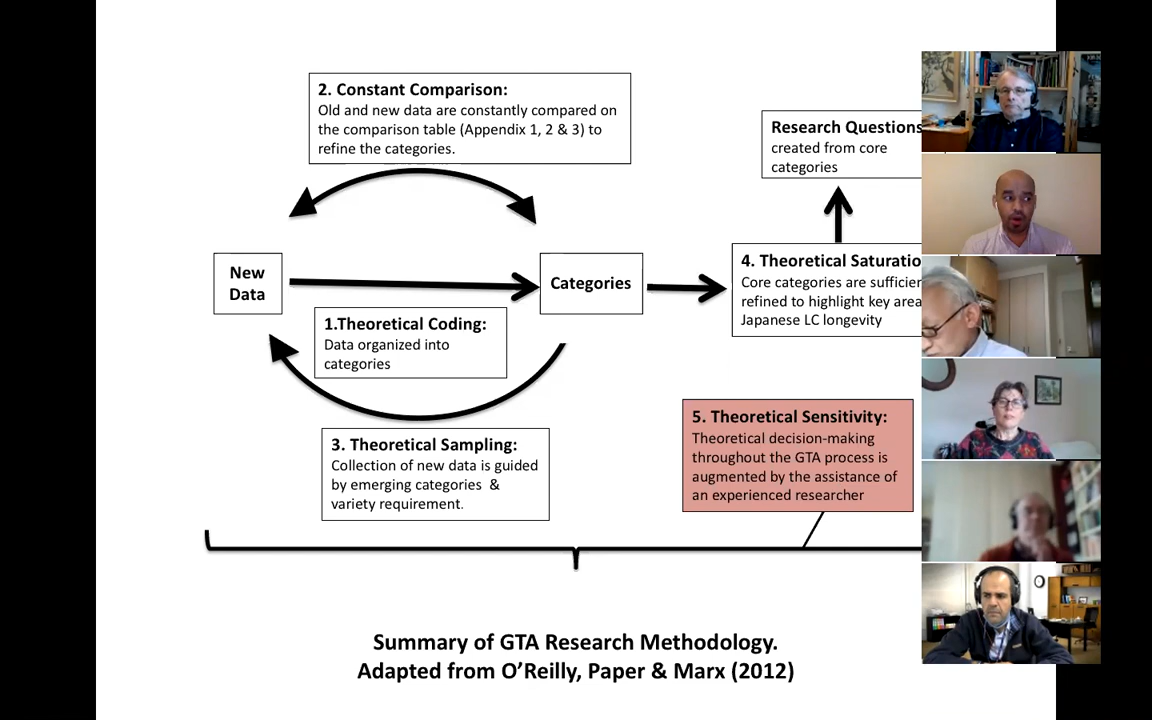 2. Constant Comparison:
Old and new data are constantly compared on
the comparison table (Appendix 1, 2 & 3) to
refine the categories.
Research Questions
created from core
categories
New
Data
Categories
4. Theoretical Saturatio
Core categories are sufficien
refined to highlight key area
Japanese LC longevity
1.Theoretical Coding:
Data organized into
categories
5. Theoretical Sensitivity:
Theoretical decision-making
throughout the GTA process is
augmented by the assistance of
an experienced researcher
3. Theoretical Sampling:
Collection of new data is guided
by emerging categories &
variety requirement.
Summary of GTA Research Methodology.
Adapted from O’Reilly, Paper & Marx (2012)